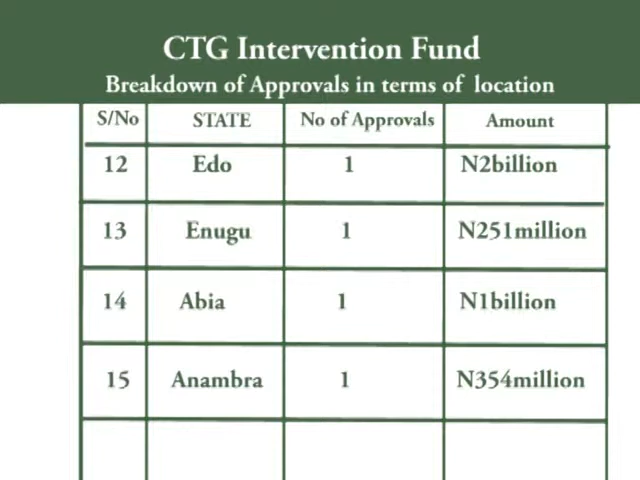 CTG Intervention Fund
Breakdown of Approvals in terms of location
S/No STATE No of Approvals Amount
12 Edo 1 N2billion
13 Enugu 1 N251million
14 Abia 1 N1billion
15 Anambra 1 N354million